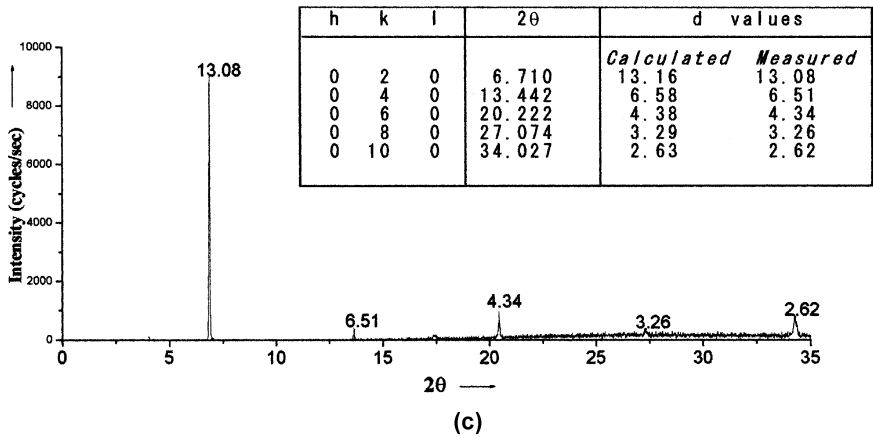 h k l 2θ d values
Calculated Measured
0 2 0 6.710 13.16 13.08
0 4 0 13.442 6.58 6.51
0 6 0 20.222 4.38 4.34
0 8 0 27.074 3.29 3.26
0 10 0 34.027 2.63 2.62
10000
8000
6000
4000
2000
0
Intensity (cycles/sec)
13.08
6.51
4.34
3.26
2.62
0 5 10 15 20 25 30 35
2θ
(c)